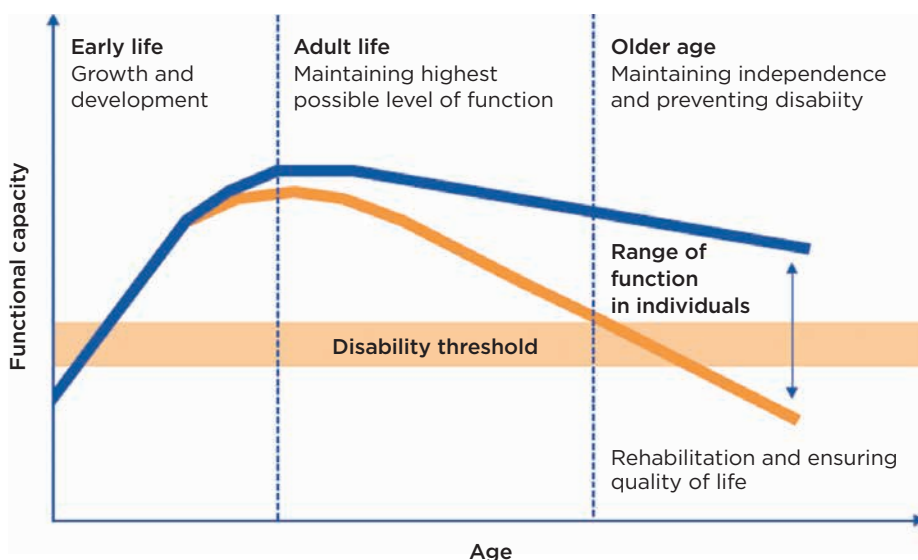 Early life
Growth and
development
Adult life
Maintaining highest
possible level of function
Older age
Maintaining independence
and preventing disabiity
Functional capacity
Range of
function
in individuals
Disability threshold
Rehabilitation and ensuring
quality of life
Age